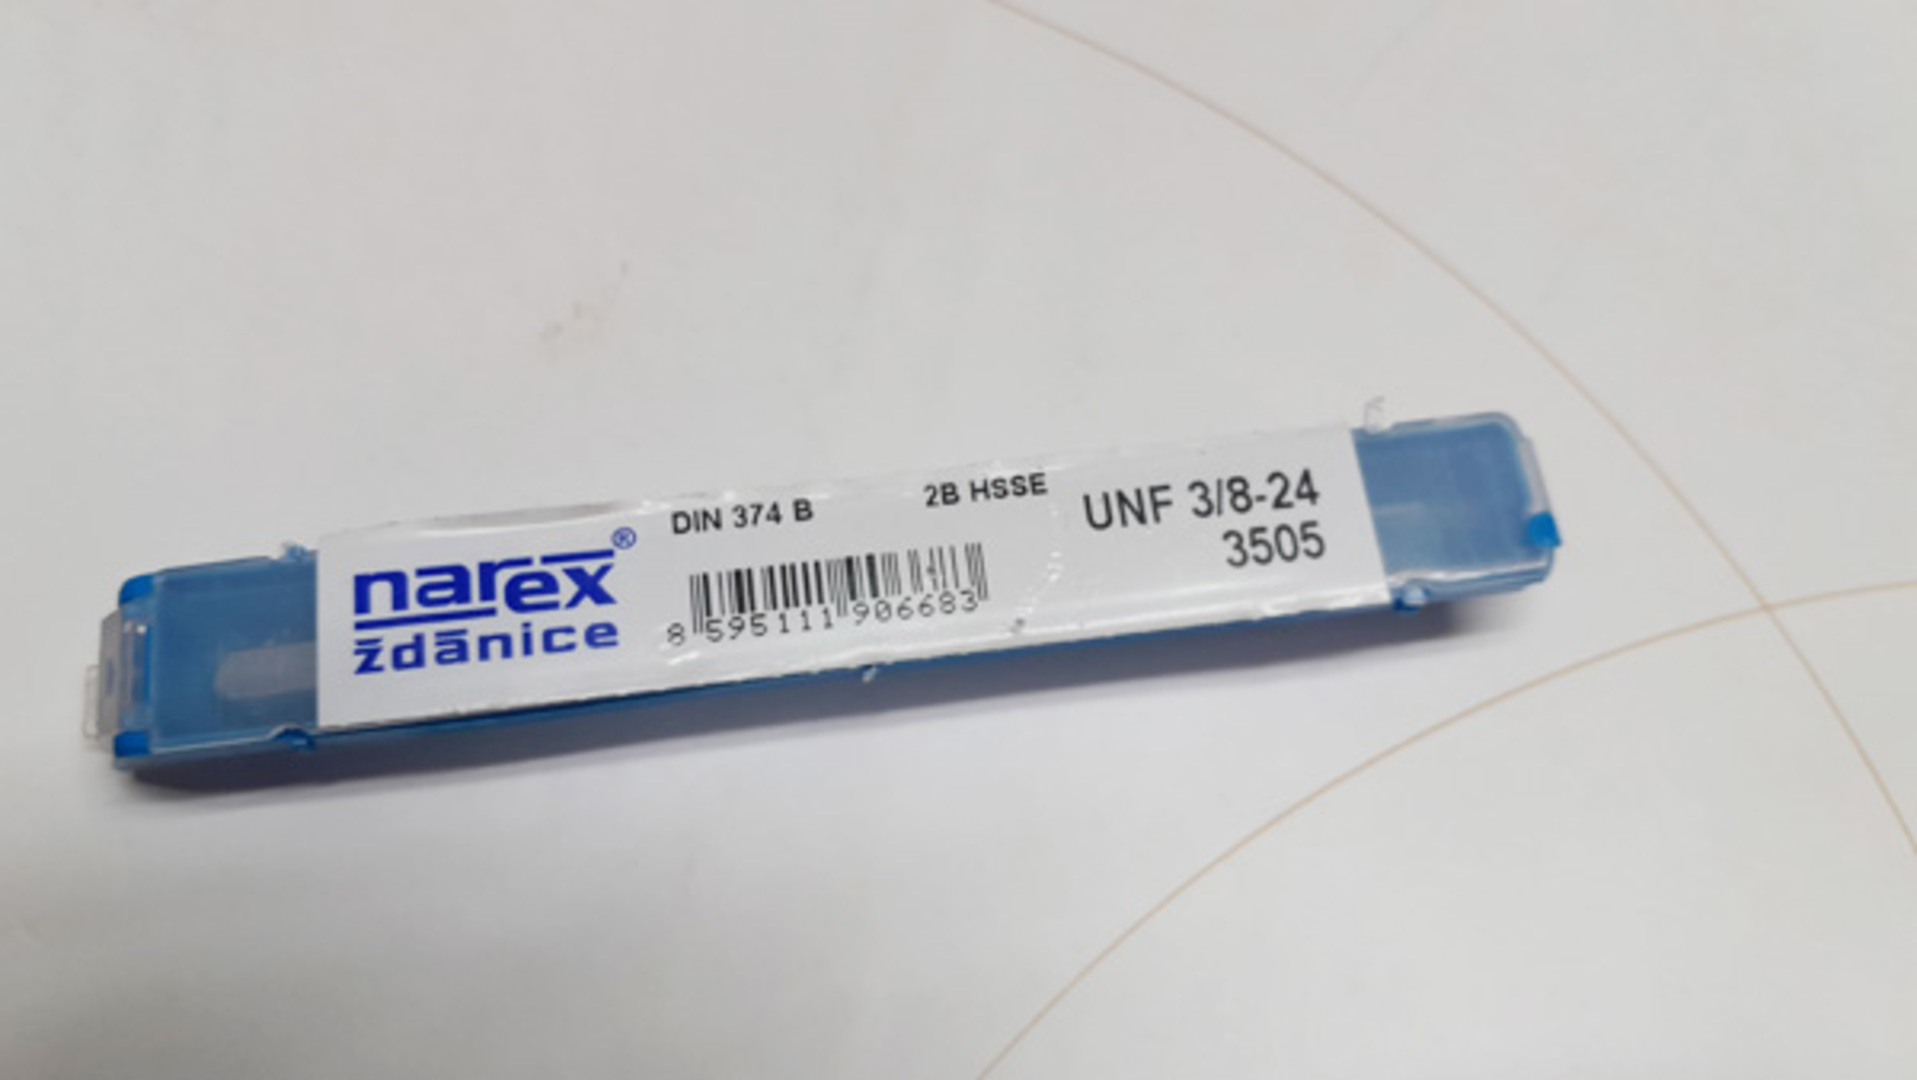 narex®
ždánice
DIN 374 B
2B HSSE
8 595111 906683
UNF 3/8-24
3505